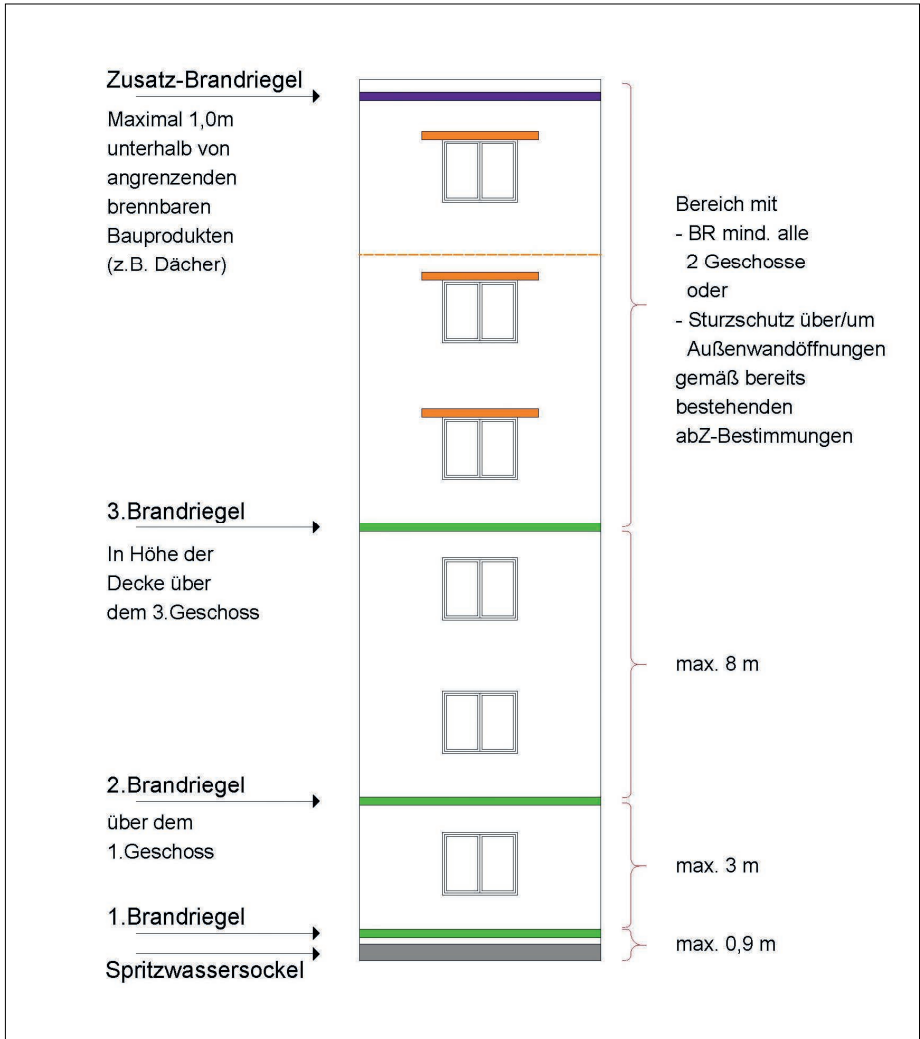 Zusatz-Brandriegel
Maximal 1,0m
unterhalb von
angrenzenden
brennbaren
Bauprodukten
(z.B. Dächer)
Bereich mit
- BR mind. alle
2 Geschosse
oder
- Sturzschutz über/um
Außenwandöffnungen
gemäß bereits
bestehenden
abZ-Bestimmungen
3.Brandriegel
In Höhe der
Decke über
dem 3.Geschoss
max. 8 m
2.Brandriegel
über dem
1.Geschoss
max. 3 m
1.Brandriegel
max. 0,9 m
Spritzwassersockel